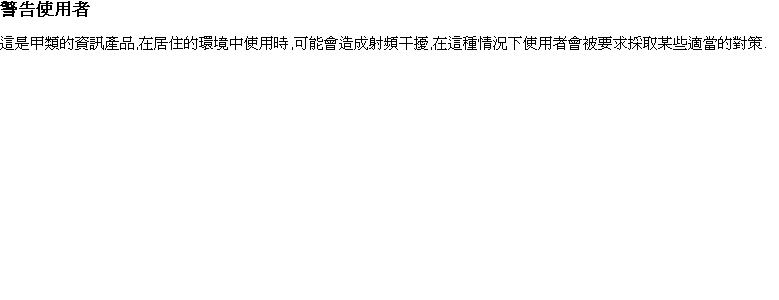 警告使用者
這是甲類的資訊產品,在居住的環境中使用時,可能會造成射頻干擾,在這種情況下使用者會被要求採取某些適當的對策.